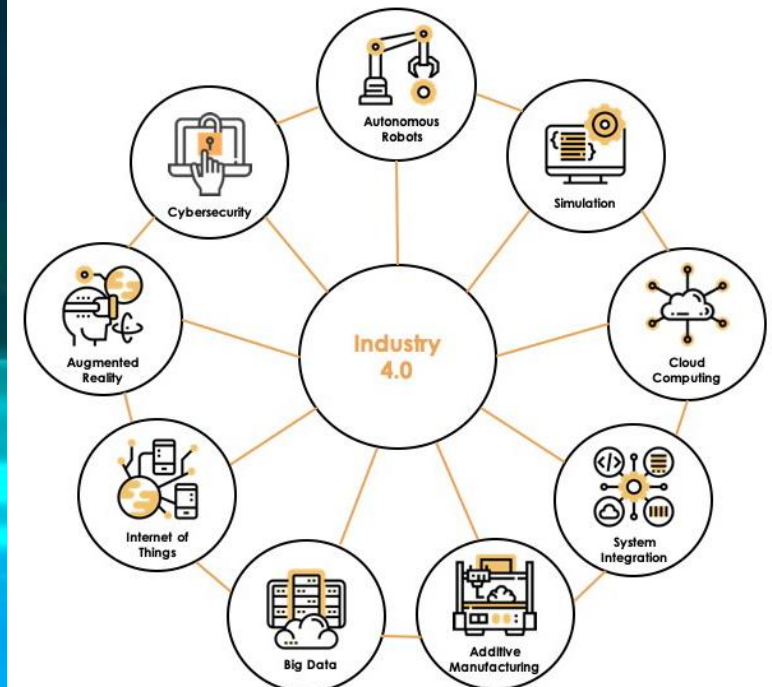 Autonomous
Robots
Simulation
Cloud
Computing
System
Integration
Additive
Manufacturing
Big Data
Internet of
Things
Augmented
Reality
Cybersecurity
Industry
4.0